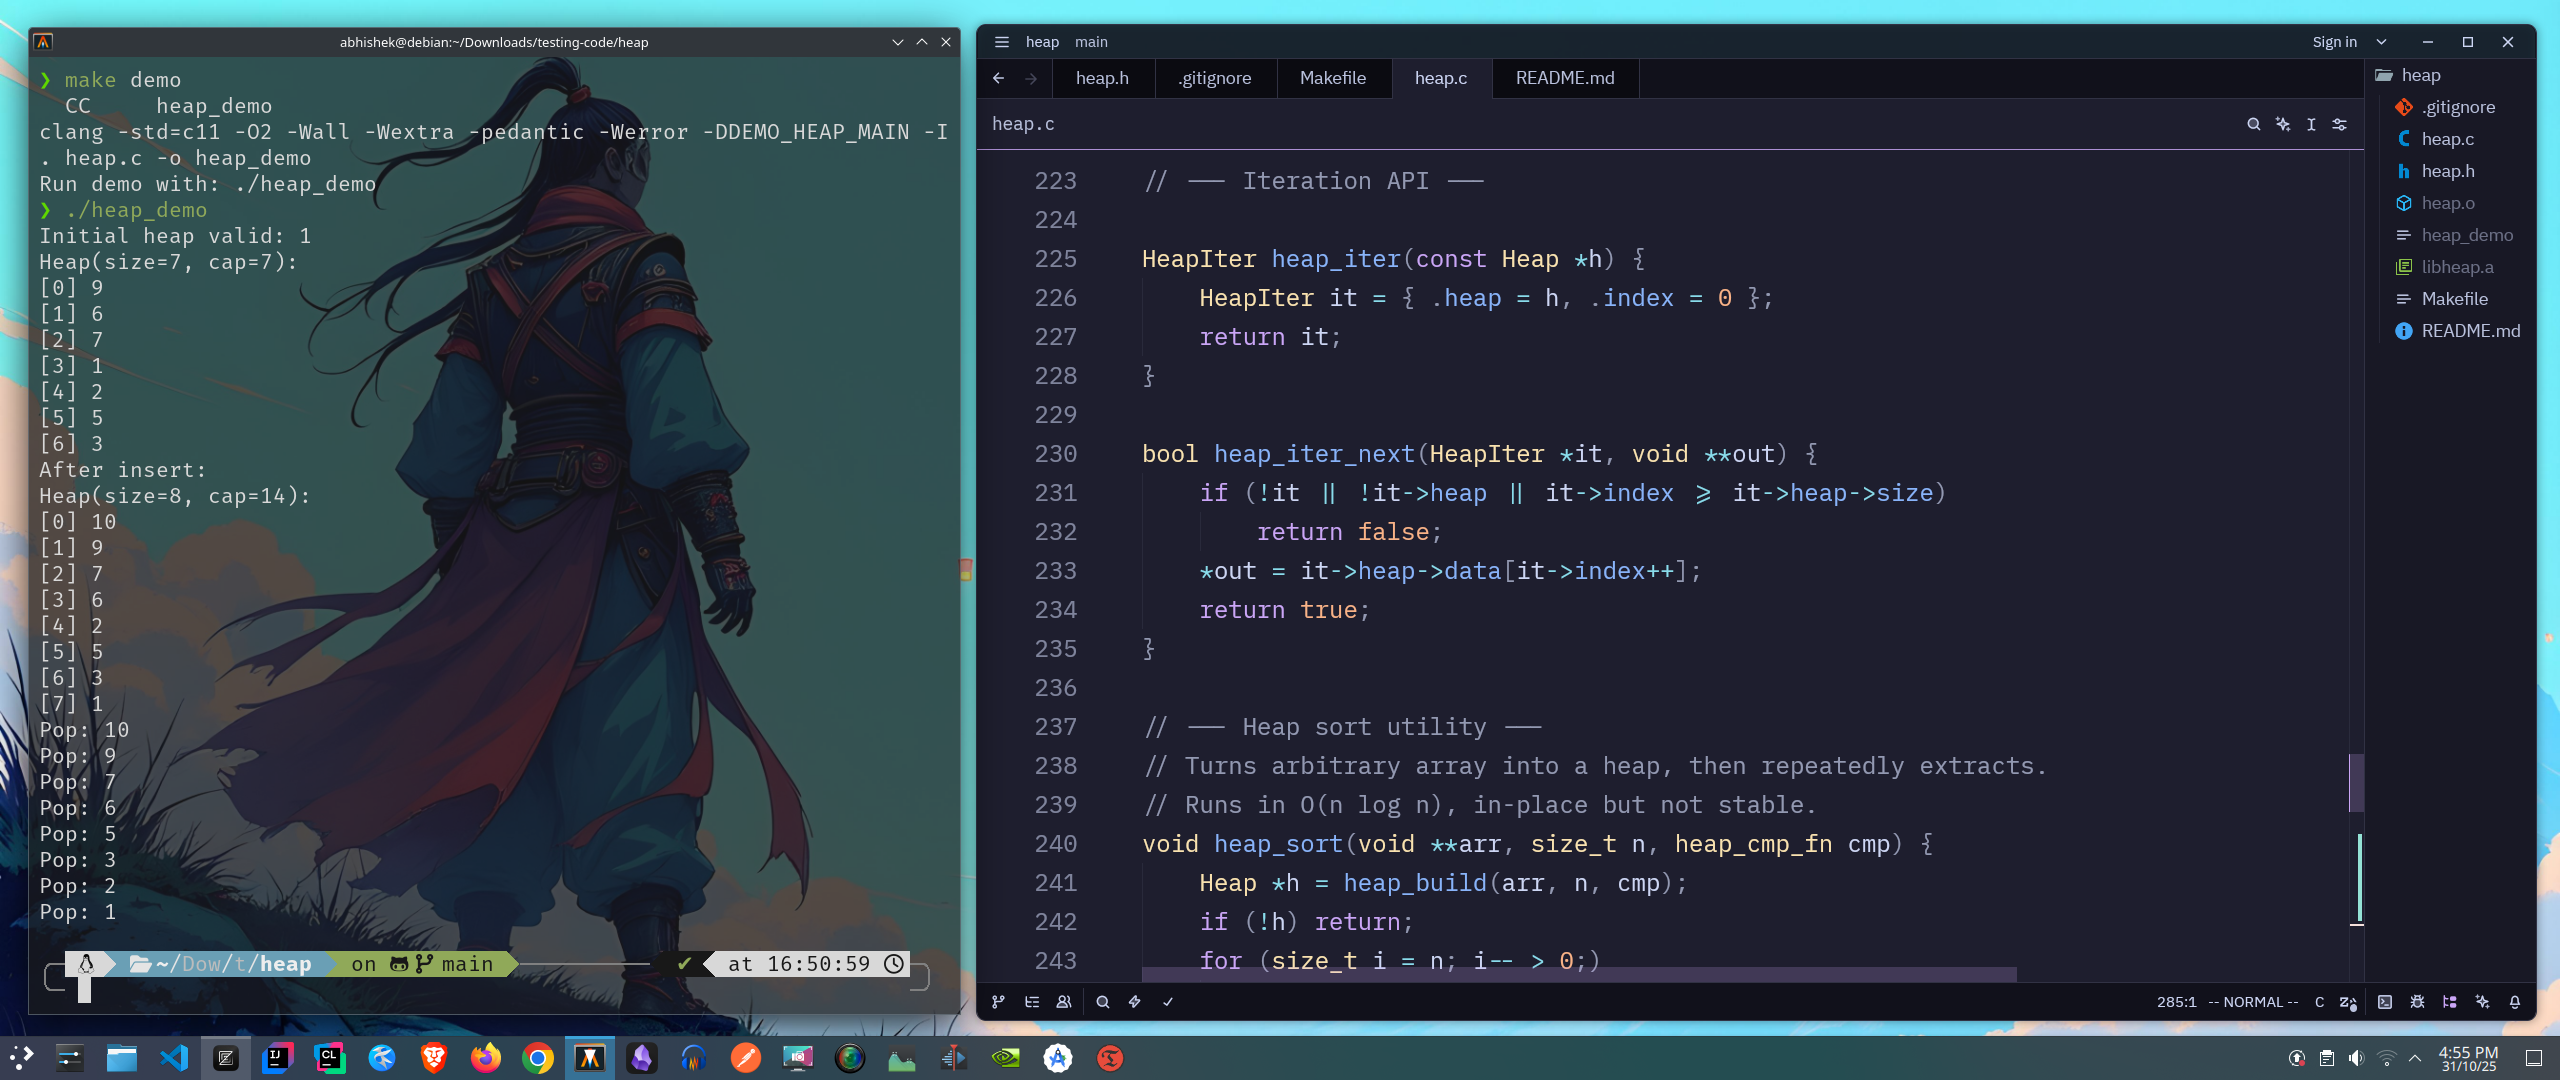 abhishek@debian:~/Downloads/testing-code/heap
❯ make demo
  CC     heap_demo
clang -std=c11 -O2 -Wall -Wextra -pedantic -Werror -DDEMO_HEAP_MAIN -I
. heap.c -o heap_demo
Run demo with: ./heap_demo
❯ ./heap_demo
Initial heap valid: 1
Heap(size=7, cap=7):
[0] 9
[1] 6
[2] 7
[3] 1
[4] 2
[5] 5
[6] 3
After insert:
Heap(size=8, cap=14):
[0] 10
[1] 9
[2] 7
[3] 6
[4] 2
[5] 5
[6] 3
[7] 1
Pop: 10
Pop: 9
Pop: 7
Pop: 6
Pop: 5
Pop: 3
Pop: 2
Pop: 1
~/Dow/t/heap on main ✔ at 16:50:59
heap main Sign in
heap.h .gitignore Makefile heap.c README.md
heap.c
223 // --- Iteration API ---
224
225 HeapIter heap_iter(const Heap *h) {
226     HeapIter it = { .heap = h, .index = 0 };
227     return it;
228 }
229
230 bool heap_iter_next(HeapIter *it, void **out) {
231     if (!it || !it->heap || it->index >= it->heap->size)
232         return false;
233     *out = it->heap->data[it->index++];
234     return true;
235 }
236
237 // --- Heap sort utility ---
238 // Turns arbitrary array into a heap, then repeatedly extracts.
239 // Runs in O(n log n), in-place but not stable.
240 void heap_sort(void **arr, size_t n, heap_cmp_fn cmp) {
241     Heap *h = heap_build(arr, n, cmp);
242     if (!h) return;
243     for (size_t i = n; i-- > 0;)
285:1 -- NORMAL -- C
heap
.gitignore
heap.c
heap.h
heap.o
heap_demo
libheap.a
Makefile
README.md
IJ
CL
4:55 PM
31/10/25